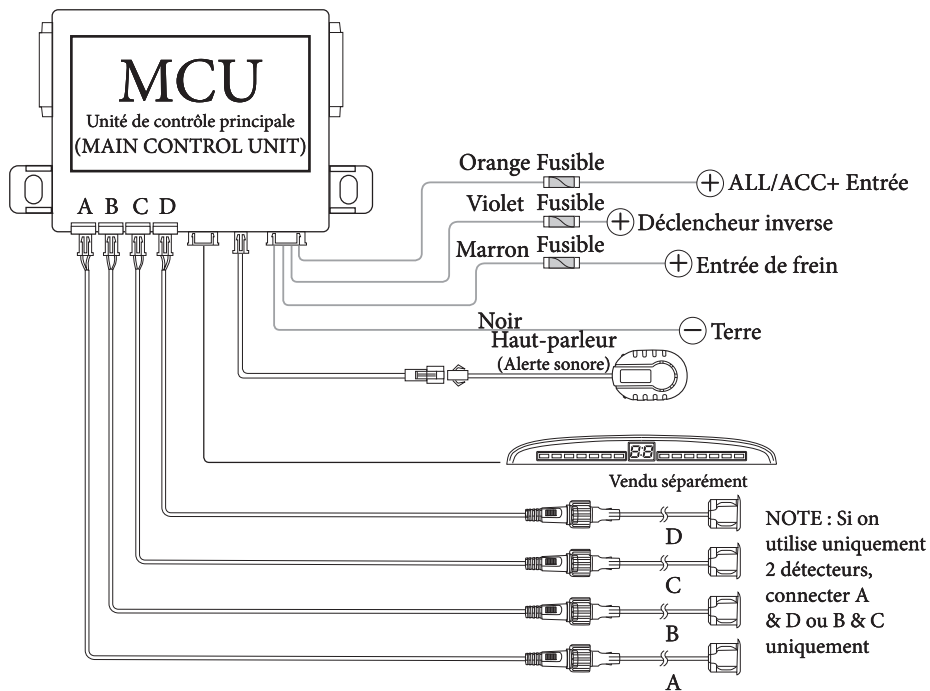 MCU
Unité de contrôle principale
(MAIN CONTROL UNIT)
A B C D
Orange Fusible
ALL/ACC+ Entrée
Violet Fusible
Déclencheur inverse
Marron Fusible
Entrée de frein
Noir
Terre
Haut-parleur
(Alerte sonore)
Vendu séparément
D
C
B
A
NOTE : Si on
utilise uniquement
2 détecteurs,
connecter A
& D ou B & C
uniquement